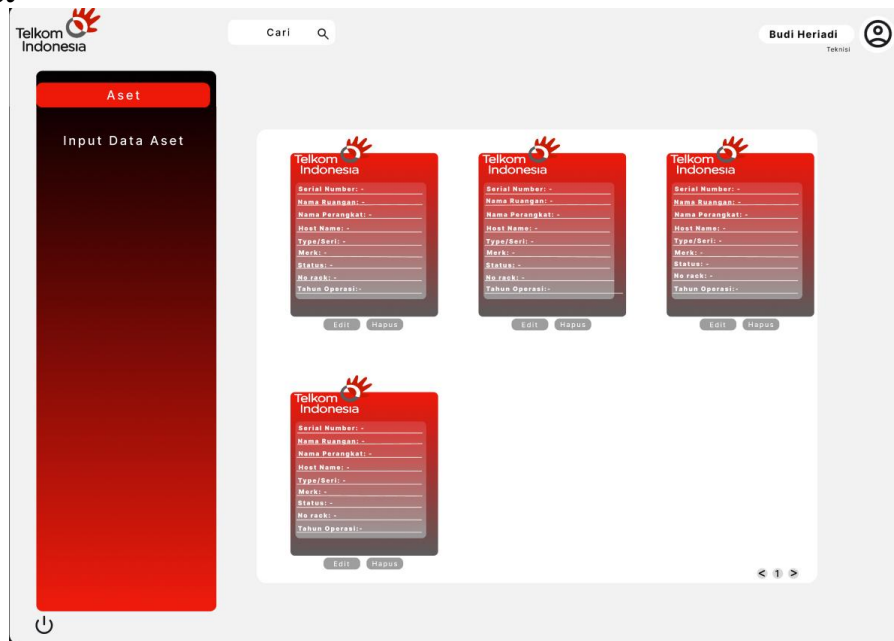 Telkom
Indonesia
Cari
Budi Heriadi
Teknisi
Aset
Input Data Aset
Telkom
Indonesia
Serial Number: -
Nama Ruangan: -
Nama Perangkat: -
Host Name: -
Type/Seri: -
Merk: -
Status: -
No rack: -
Tahun Operasi:-
Edit
Hapus
Telkom
Indonesia
Serial Number: -
Nama Ruangan: -
Nama Perangkat: -
Host Name: -
Type/Seri: -
Merk: -
Status: -
No rack: -
Tahun Operasi:-
Edit
Hapus
Telkom
Indonesia
Serial Number: -
Nama Ruangan: -
Nama Perangkat: -
Host Name: -
Type/Seri: -
Merk: -
Status: -
No rack: -
Tahun Operasi:-
Edit
Hapus
Telkom
Indonesia
Serial Number: -
Nama Ruangan: -
Nama Perangkat: -
Host Name: -
Type/Seri: -
Merk: -
Status: -
No rack: -
Tahun Operasi:-
Edit
Hapus
< 1 >